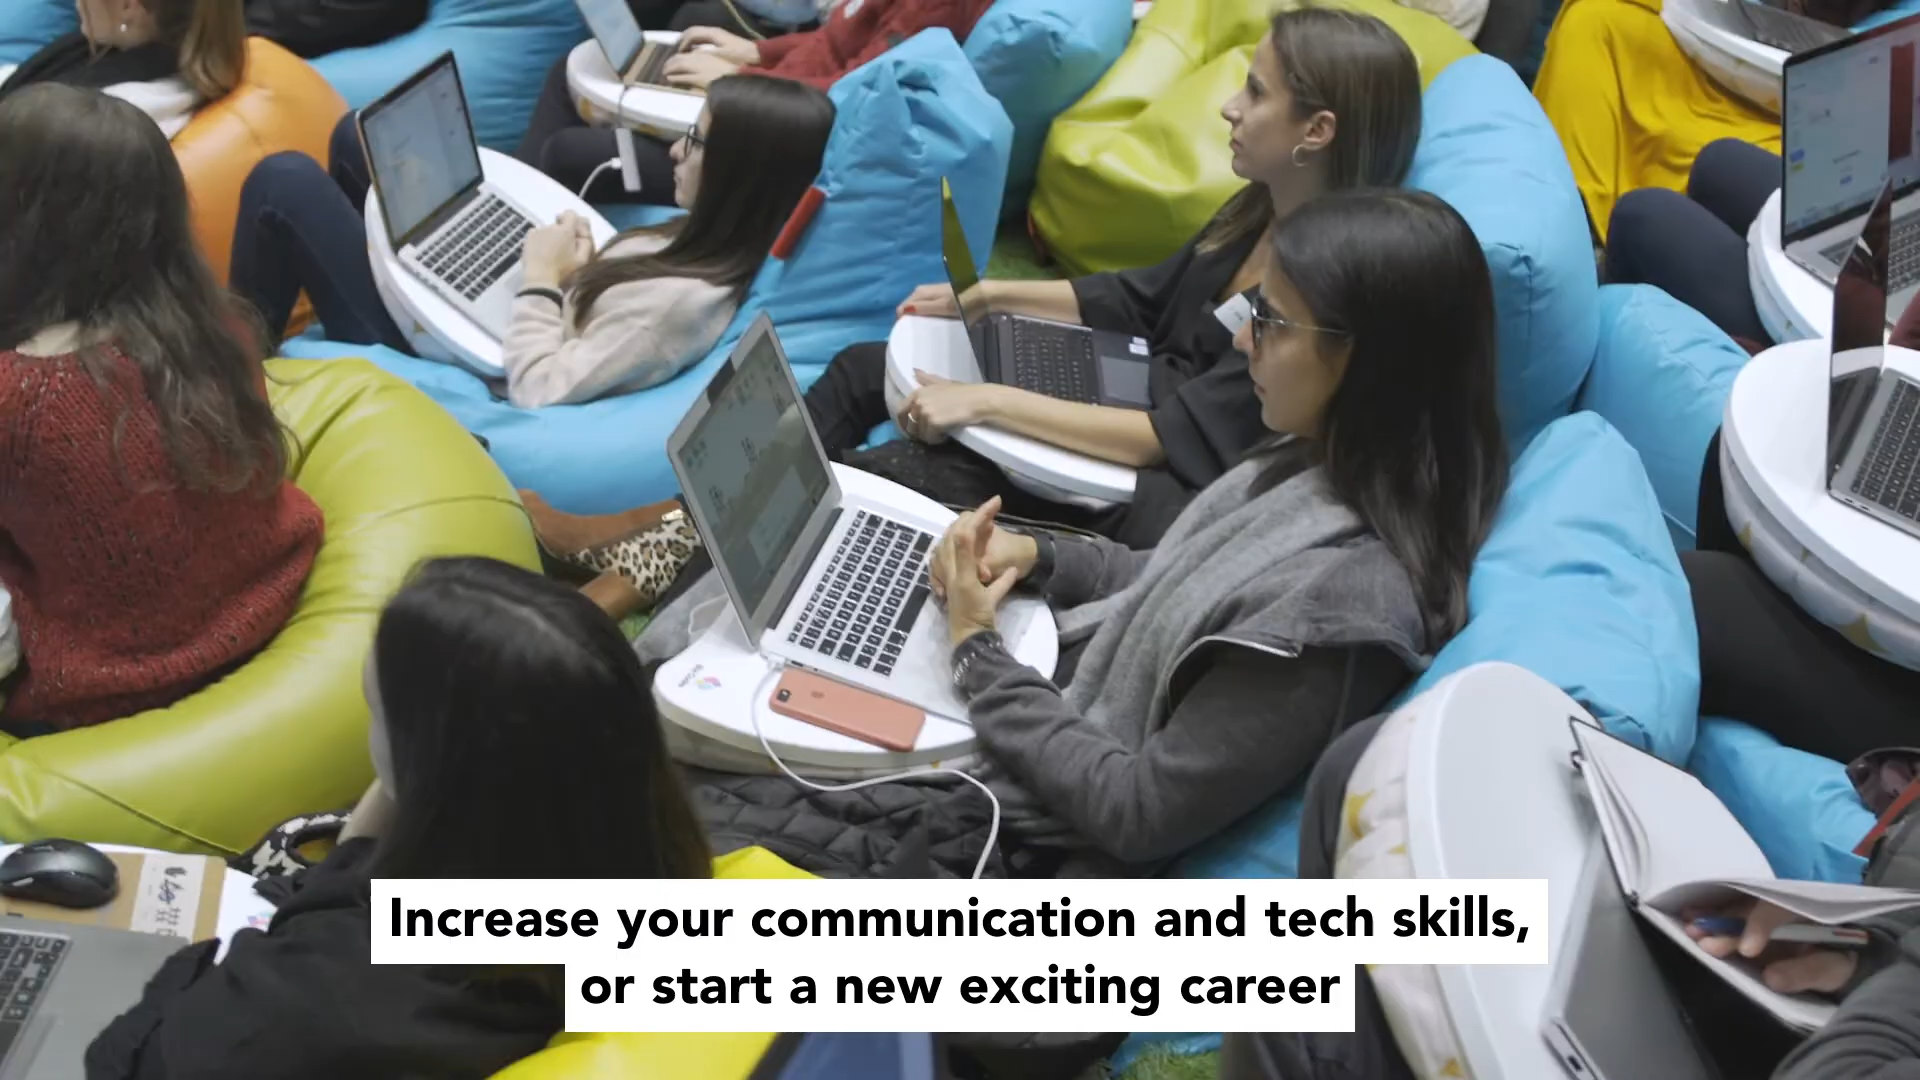 Increase your communication and tech skills,
or start a new exciting career